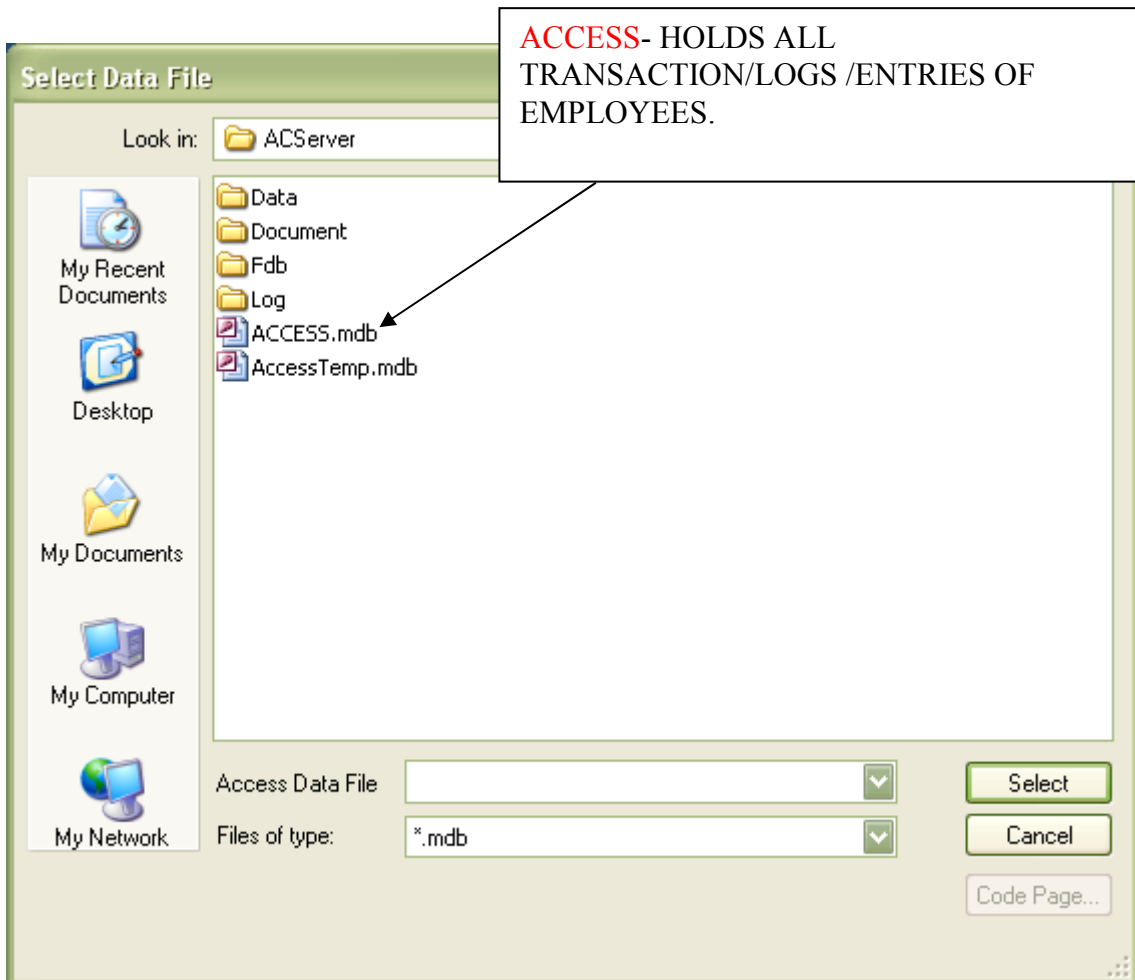 ACCESS- HOLDS ALL
TRANSACTION/LOGS /ENTRIES OF
EMPLOYEES.
Select Data File
Look in:
ACServer
Data
Document
Fdb
Log
ACCESS.mdb
AccessTemp.mdb
My Recent
Documents
Desktop
My Documents
My Computer
My Network
Access Data File
Files of type:
*.mdb
Select
Cancel
Code Page...